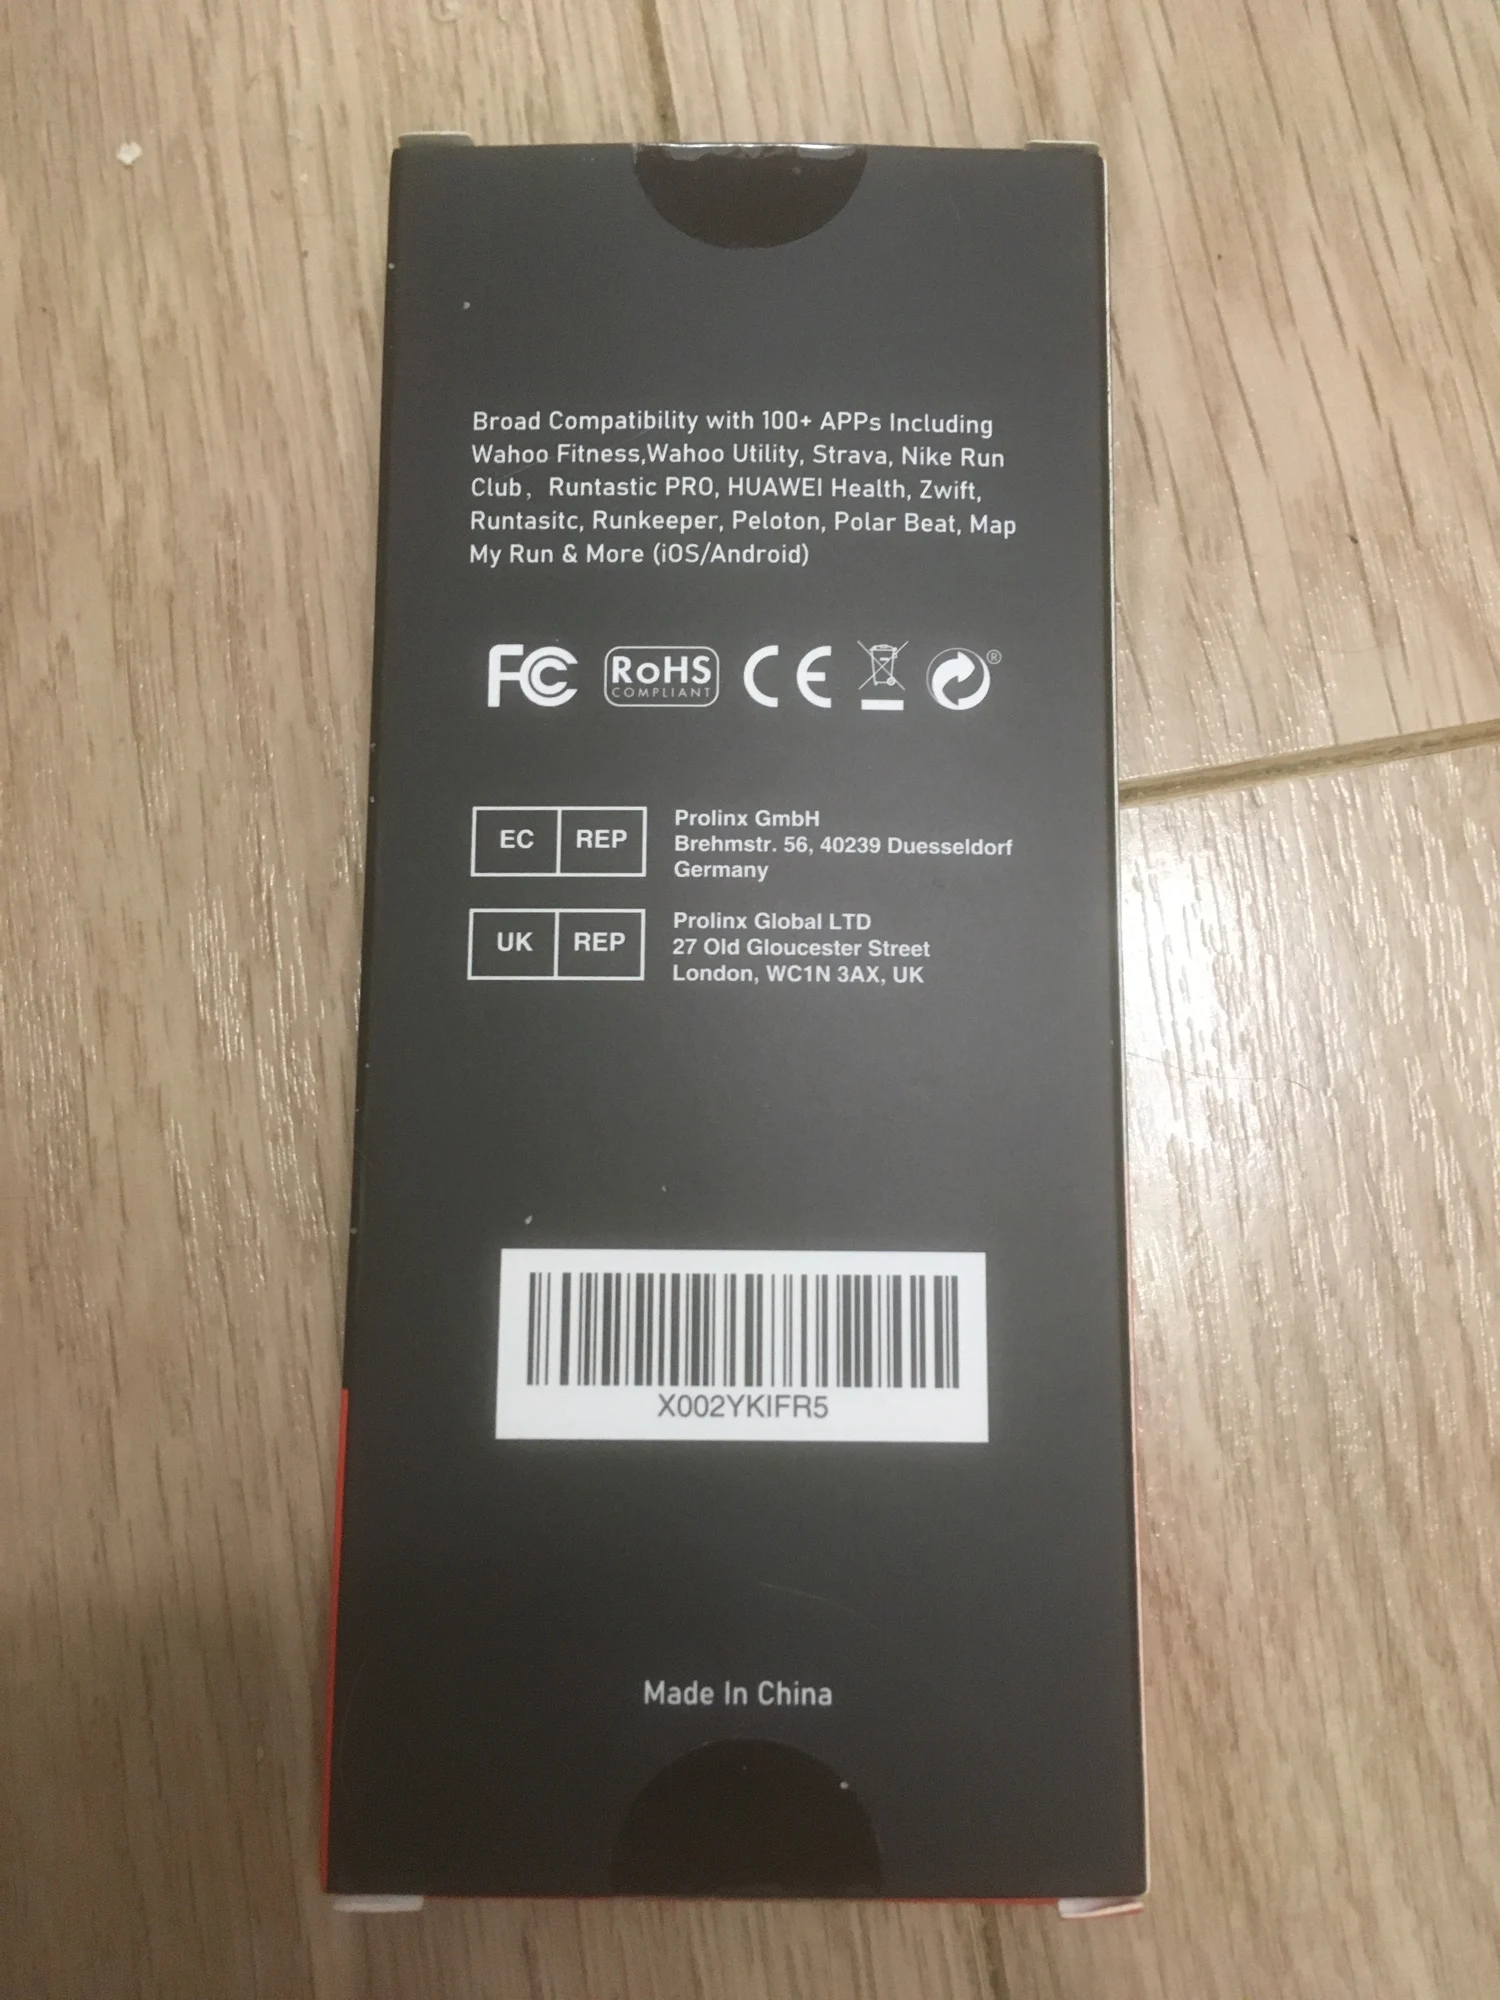 Broad Compatibility with 100+ APPs Including
Wahoo Fitness,Wahoo Utility, Strava, Nike Run
Club，Runtastic PRO, HUAWEI Health, Zwift,
Runtasitc, Runkeeper, Peloton, Polar Beat, Map
My Run & More (iOS/Android)
FC RoHS COMPLIANT CE ®
EC REP
Prolinx GmbH
Brehmstr. 56, 40239 Duesseldorf
Germany
UK REP
Prolinx Global LTD
27 Old Gloucester Street
London, WC1N 3AX, UK
X002YKIFR5
Made In China